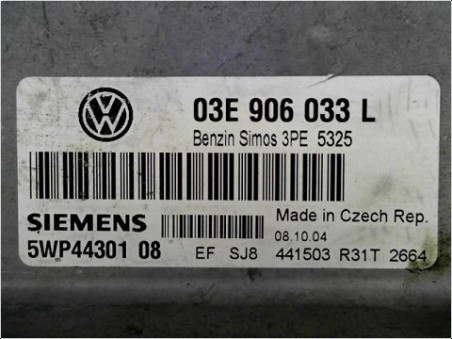 03E 906 033 L
Benzin Simos 3PE 5325
SIEMENS
Made in Czech Rep.
08.10.04
5WP44301 08
EF SJ8 441503 R31T 2664